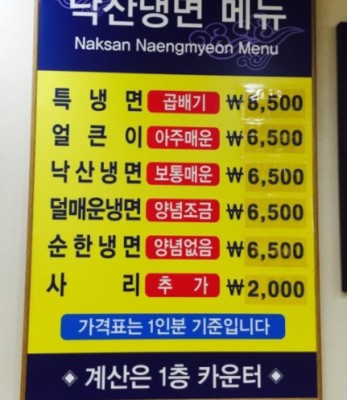 낙산냉면 메뉴
Naksan Naengmyeon Menu
특냉면 곱배기 ₩8,500
얼큰이 아주매운 ₩6,500
낙산냉면 보통매운 ₩6,500
덜매운냉면 양념조금 ₩6,500
순한냉면 양념없음 ₩6,500
사리 추가 ₩2,000
가격표는 1인분 기준입니다
계산은 1층 카운터